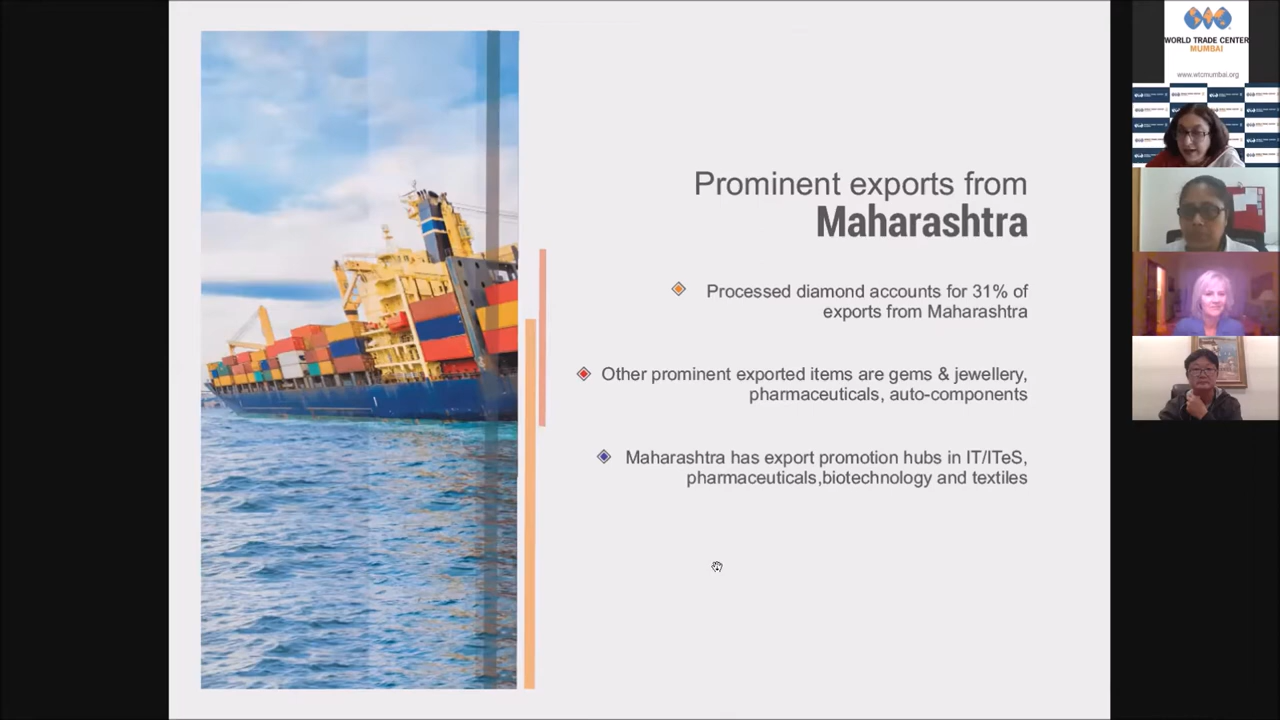 Prominent exports from
Maharashtra
Processed diamond accounts for 31% of
exports from Maharashtra
Other prominent exported items are gems & jewellery,
pharmaceuticals, auto-components
Maharashtra has export promotion hubs in IT/ITeS,
pharmaceuticals,biotechnology and textiles
WORLD TRADE CENTER
MUMBAI
www.wtcmumbai.org